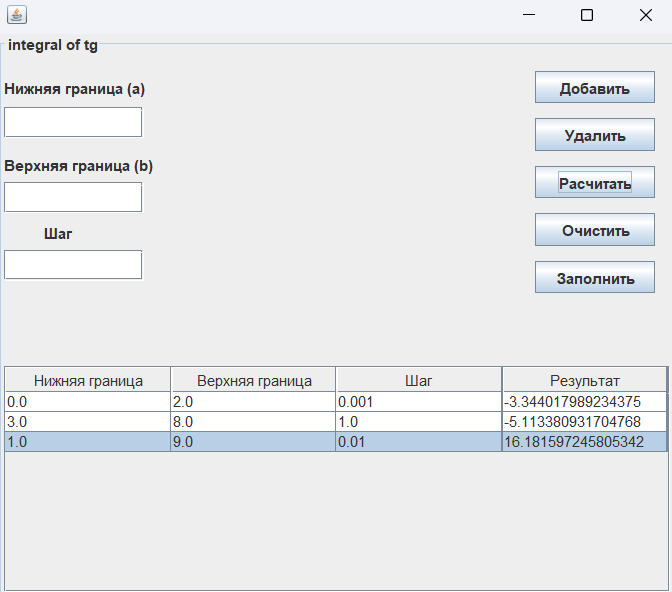 integral of tg
Нижняя граница (a)
Добавить
Удалить
Верхняя граница (b)
Расчитать
Шаг
Очистить
Заполнить
Нижняя граница Верхняя граница Шаг Результат
0.0 2.0 0.001 -3.344017989234375
3.0 8.0 1.0 -5.113380931704768
1.0 9.0 0.01 16.181597245805342